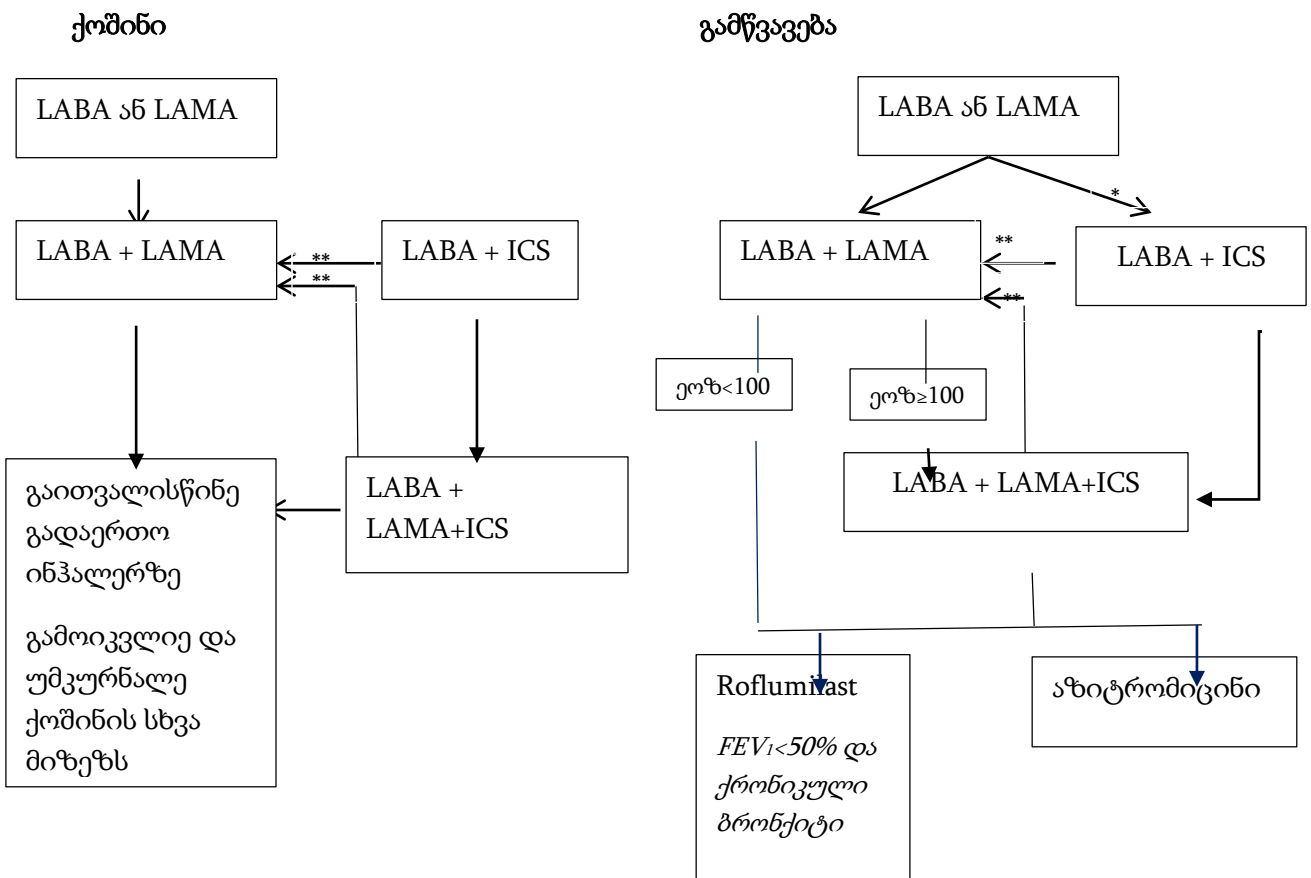 ქოშინი
LABA ან LAMA
LABA + LAMA
**
**
LABA + ICS
გაითვალისწინე
გადაერთო
ინჰალერზე
გამოიკვლიე და
უმკურნალე
ქოშინის სხვა
მიზეზს
LABA +
LAMA+ICS
გამწვავება
LABA ან LAMA
*
LABA + LAMA
**
**
LABA + ICS
ეოზ<100
ეოზ≥100
LABA + LAMA+ICS
Roflumilast
FEV₁<50% და
ქრონიკული
ბრონქიტი
აზიტრომიცინი